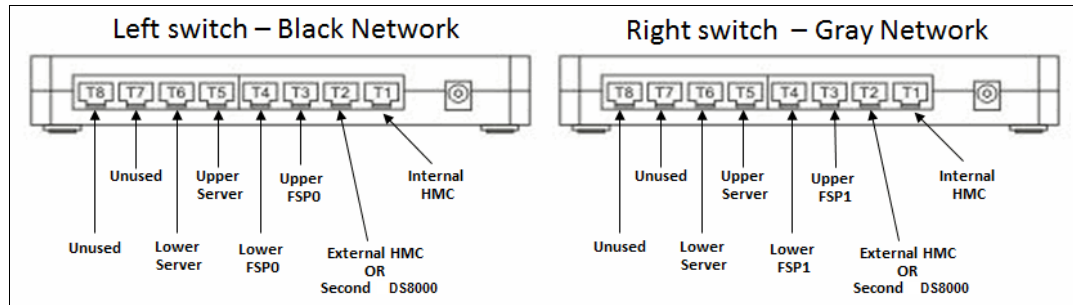 Left switch – Black Network
T8 T7 T6 T5 T4 T3 T2 T1
Unused
Upper
Server
Upper
FSP0
Internal
HMC
Unused
Lower
Server
Lower
FSP0
External HMC
OR
Second DS8000
Right switch – Gray Network
T8 T7 T6 T5 T4 T3 T2 T1
Unused
Upper
Server
Upper
FSP1
Internal
HMC
Unused
Lower
Server
Lower
FSP1
External HMC
OR
Second DS8000